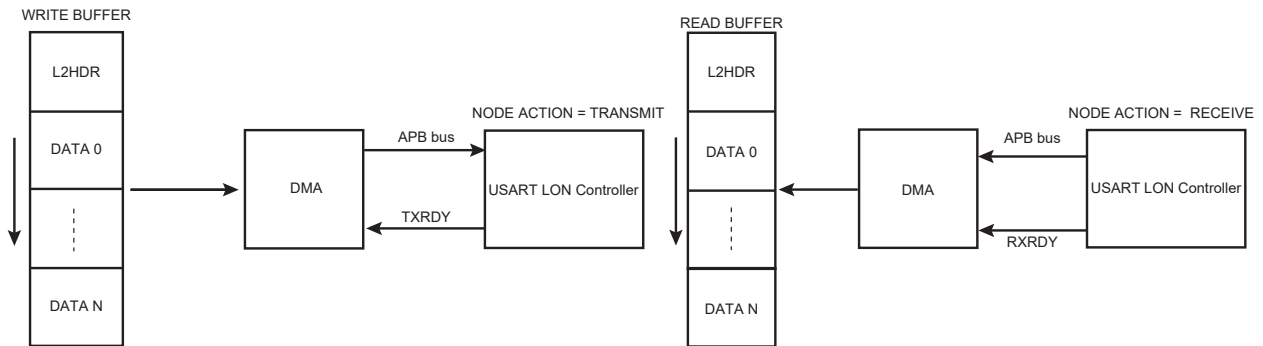 WRITE BUFFER
L2HDR
DATA 0
DATA N
DMA
APB bus
TXRDY
NODE ACTION = TRANSMIT
USART LON Controller
READ BUFFER
L2HDR
DATA 0
DATA N
DMA
APB bus
RXRDY
NODE ACTION = RECEIVE
USART LON Controller